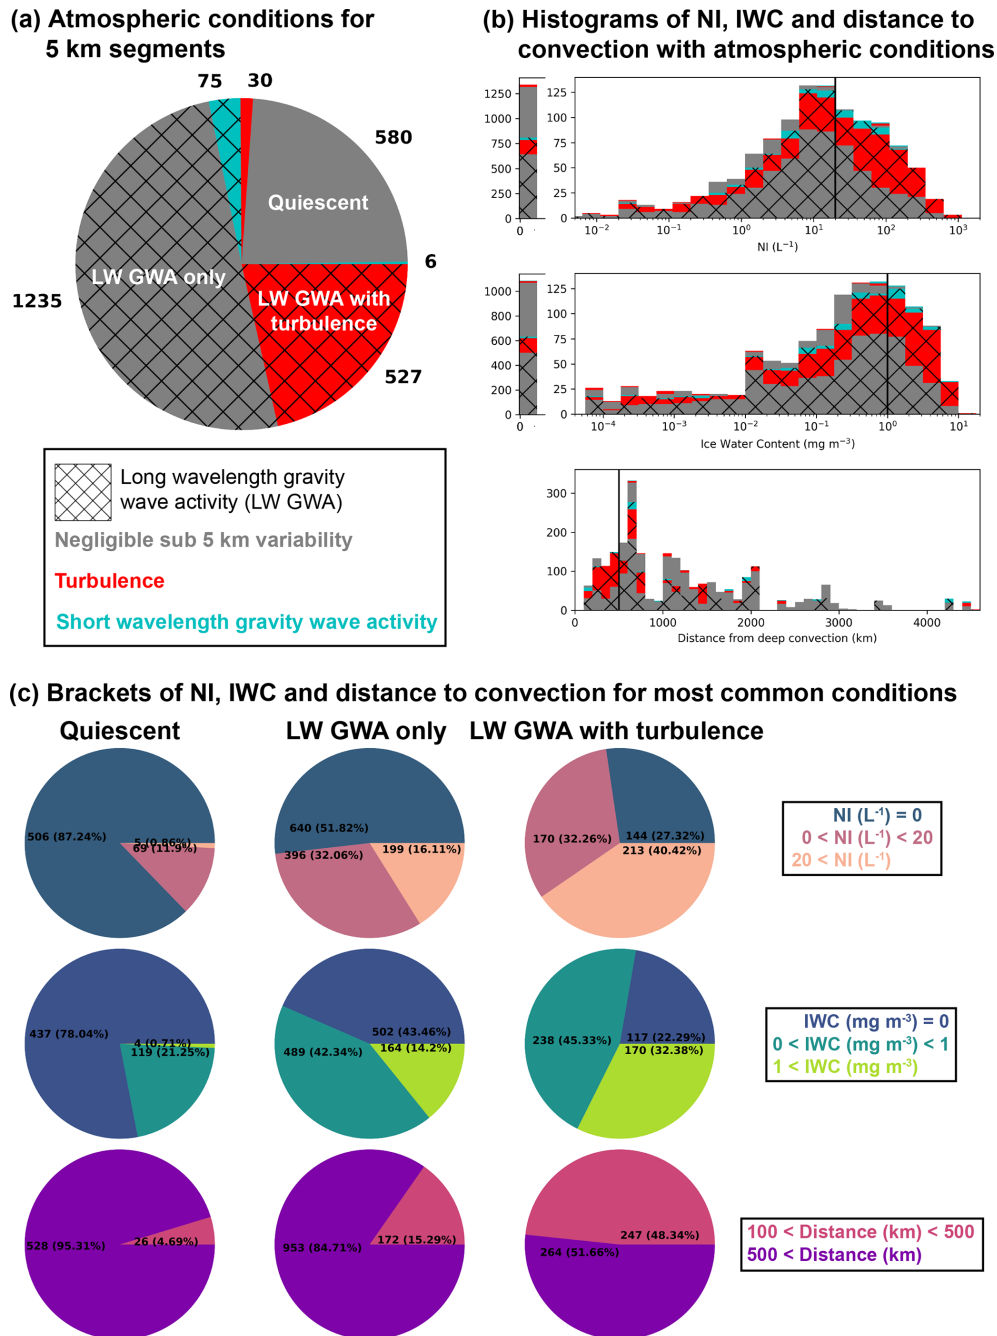 (a) Atmospheric conditions for
5 km segments
75
30
580
Quiescent
6
LW GWA only
LW GWA with
turbulence
1235
527
Long wavelength gravity
wave activity (LW GWA)
Negligible sub 5 km variability
Turbulence
Short wavelength gravity wave activity
(b) Histograms of NI, IWC and distance to
convection with atmospheric conditions
1250
1000
750
500
250
0
0
125
100
75
50
25
0
10⁻² 10⁻¹ 10⁰ 10¹ 10² 10³
NI (L⁻¹)
1000
800
600
400
200
0
0
125
100
75
50
25
0
10⁻⁴ 10⁻³ 10⁻² 10⁻¹ 10⁰ 10¹
Ice Water Content (mg m⁻³)
300
200
100
0
0 1000 2000 3000 4000
Distance from deep convection (km)
(c) Brackets of NI, IWC and distance to convection for most common conditions
Quiescent LW GWA only LW GWA with turbulence
506 (87.24%)
5 (0.86%)
69 (11.9%)
640 (51.82%)
396 (32.06%)
199 (16.11%)
170 (32.26%)
144 (27.32%)
213 (40.42%)
NI (L⁻¹) = 0
0 < NI (L⁻¹) < 20
20 < NI (L⁻¹)
437 (78.04%)
4 (0.71%)
119 (21.25%)
502 (43.46%)
489 (42.34%)
164 (14.2%)
238 (45.33%)
117 (22.29%)
170 (32.38%)
IWC (mg m⁻³) = 0
0 < IWC (mg m⁻³) < 1
1 < IWC (mg m⁻³)
528 (95.31%)
26 (4.69%)
953 (84.71%)
172 (15.29%)
247 (48.34%)
264 (51.66%)
100 < Distance (km) < 500
500 < Distance (km)